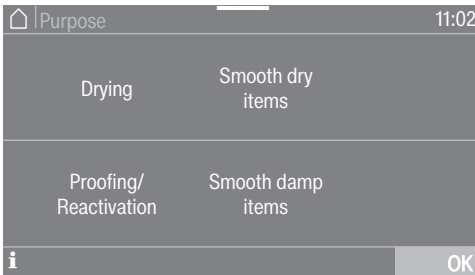 Purpose 11:02
Drying
Smooth dry
items
Proofing/
Reactivation
Smooth damp
items
i OK